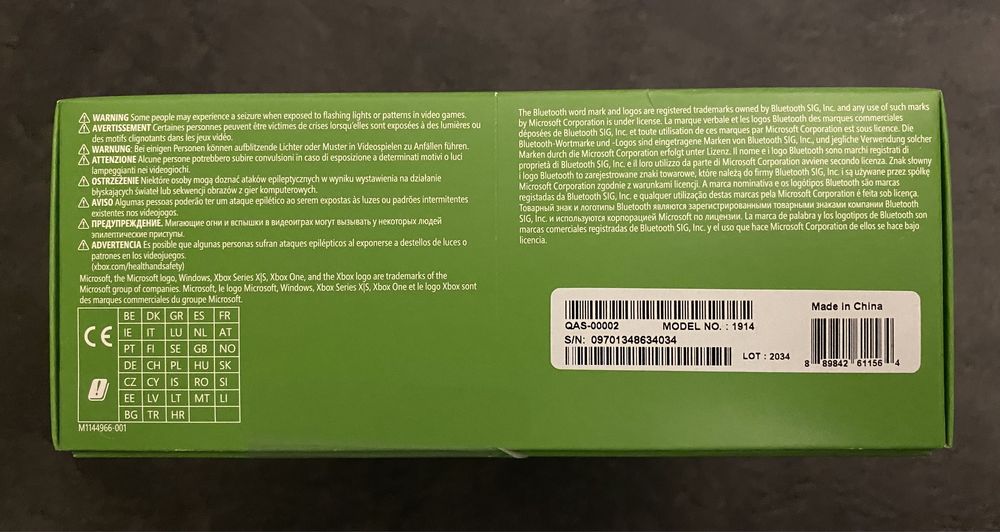 WARNING Some people may experience a seizure when exposed to flashing lights or patterns in video games.
AVERTISSEMENT Certaines personnes peuvent être victimes de crises lorsqu'elles sont exposées à des lumières ou
des motifs clignotants dans les jeux vidéo.
WARNUNG: Bei einigen Personen können aufblitzende Lichter oder Muster in Videospielen zu Anfällen führen.
ATTENZIONE Alcune persone potrebbero subire convulsioni in caso di esposizione a determinati motivi o luci
lampeggianti nei videogiochi.
OSTRZEŻENIE Niektóre osoby mogą doznać ataków epileptycznych w wyniku wystawienia na działanie
błyskających świateł lub sekwencji obrazów z gier komputerowych.
AVISO Algumas pessoas poderão ter um ataque epilético ao serem expostas às luzes ou padrões intermitentes
existentes nos videojogos.
ПРЕДУПРЕЖДЕНИЕ. Мигающие огни и вспышки в видеоиграх могут вызывать у некоторых людей
эпилептические приступы.
ADVERTENCIA Es posible que algunas personas sufran ataques epilépticos al exponerse a destellos de luces o
patrones en los videojuegos.
(xbox.com/healthandsafety)
Microsoft, the Microsoft logo, Windows, Xbox Series X|S, Xbox One, and the Xbox logo are trademarks of the
Microsoft group of companies. Microsoft, le logo Microsoft, Windows, Xbox Series X|S, Xbox One et le logo Xbox sont
des marques commerciales du groupe Microsoft.
CE
BE DK GR ES FR
IE IT LU NL AT
PT FI SE GB NO
DE CH PL HU SK
CZ CY IS RO SI
EE LV LT MT LI
BG TR HR
M1144966-001
The Bluetooth word mark and logos are registered trademarks owned by Bluetooth SIG, Inc. and any use of such marks
by Microsoft Corporation is under license. La marque verbale et les logos Bluetooth des marques commerciales
déposées de Bluetooth SIG, Inc. et toute utilisation de ces marques par Microsoft Corporation est sous licence. Die
Bluetooth-Wortmarke und -Logos sind eingetragene Marken von Bluetooth SIG, Inc., und jegliche Verwendung solcher
Marken durch die Microsoft Corporation erfolgt unter Lizenz. Il nome e i logo Bluetooth sono marchi registrati di
proprietà di Bluetooth SIG, Inc. e il loro utilizzo da parte di Microsoft Corporation avviene secondo licenza. Znak słowny
i logo Bluetooth to zarejestrowane znaki towarowe, które należą do firmy Bluetooth SIG, Inc. i są używane przez spółkę
Microsoft Corporation zgodnie z warunkami licencji. A marca nominativa e os logótipos Bluetooth são marcas
registadas da Bluetooth SIG, Inc. e qualquer utilização destas marcas pela Microsoft Corporation é feita sob licença.
Товарный знак и логотипы Bluetooth являются зарегистрированными товарными знаками компании Bluetooth
SIG, Inc. и используются корпорацией Microsoft по лицензии. La marca de palabra y los logotipos de Bluetooth son
marcas comerciales registradas de Bluetooth SIG, Inc. y el uso que hace Microsoft Corporation de ellos se hace bajo
licencia.
QAS-00002 MODEL NO. : 1914
S/N: 09701348634034
LOT : 2034
Made in China
8 89842 61156 4